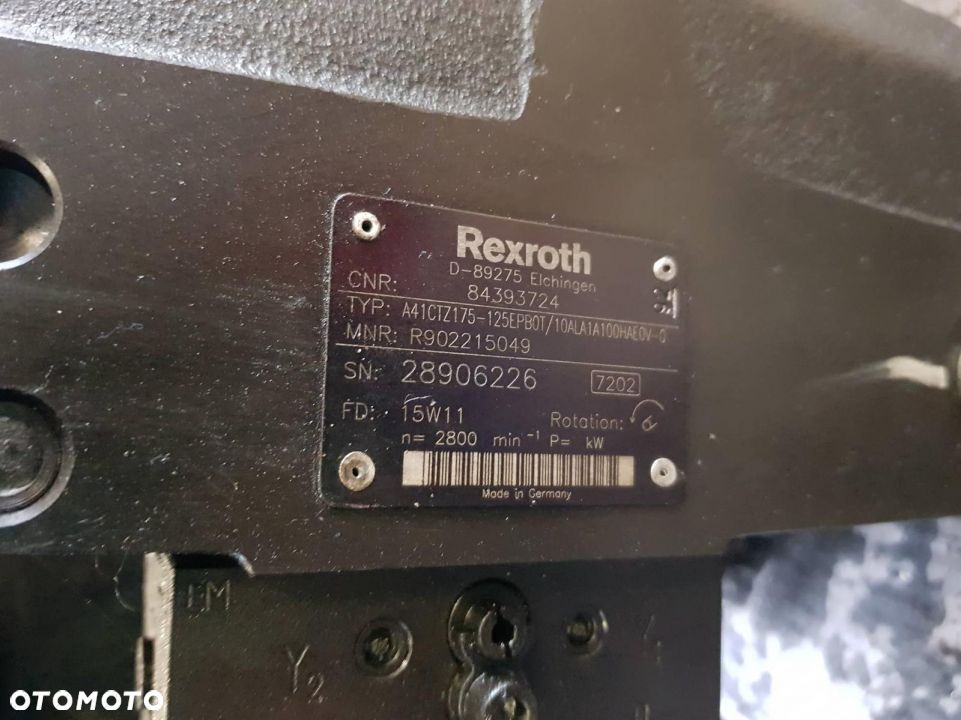 Rexroth
D-89275 Elchingen
CNR: 84393724
TYP: A41CTZ175-125EPB0T/10ALA1A100HAE0V-0
MNR: R902215049
SN: 28906226 7202
FD: 15W11 Rotation:
n= 2800 min⁻¹ P= kW
Made in Germany
Y2
OTOMOTO